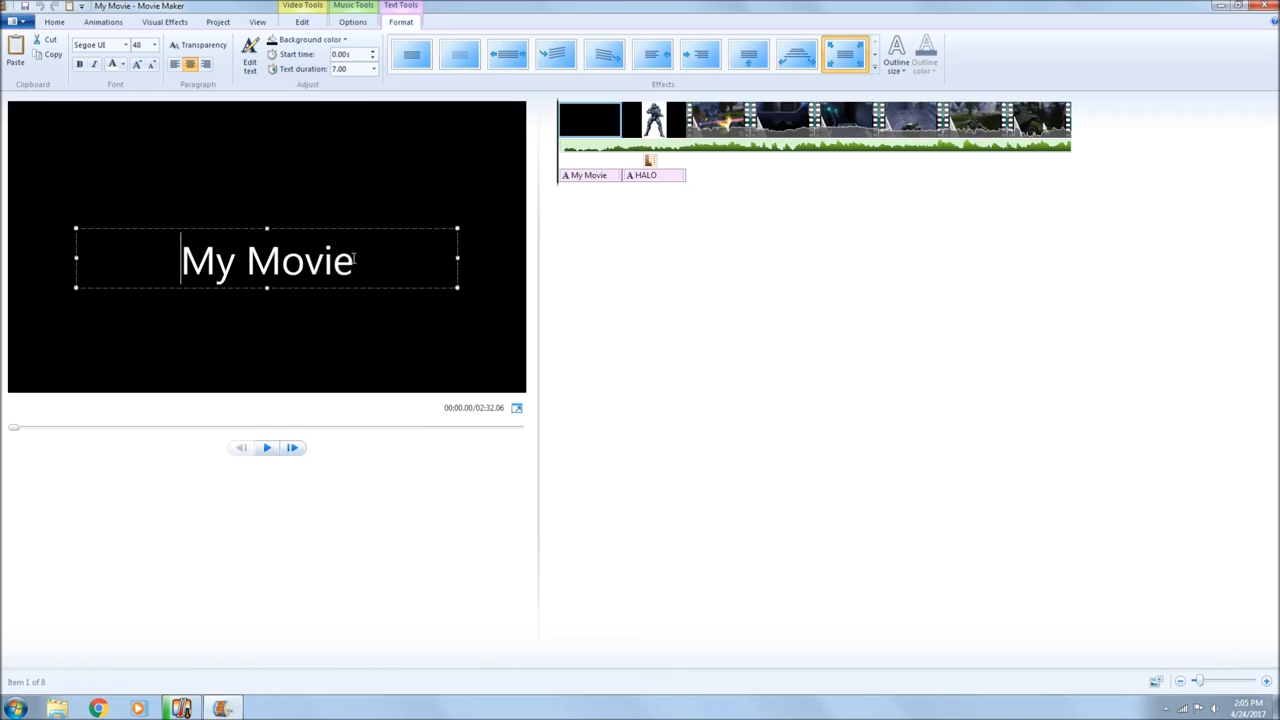 My Movie - Movie Maker
Video Tools
Music Tools
Text Tools
Home
Animations
Visual Effects
Project
View
Edit
Options
Format
Paste
Cut
Copy
Clipboard
Segoe UI
48
B I A A A
Font
Transparency
Paragraph
Edit text
Background color
Start time: 0.00s
Text duration: 7.00
Adjust
Effects
Outline size
Outline color
My Movie
A My Movie
A HALO
00:00.00/02:32.06
Item 1 of 8
2:05 PM
4/24/2017